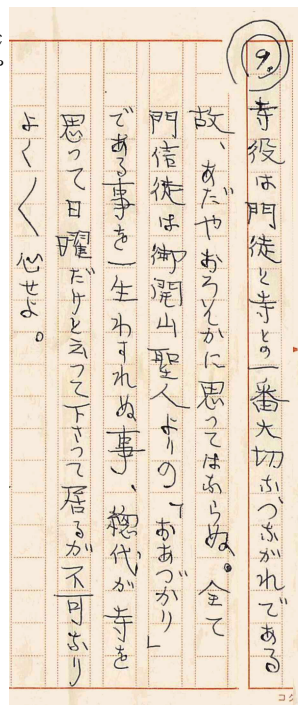 9. 寺役は門徒と寺との一番大切なつながれである
故、あだやおろそかに思ってはならぬ。全て
門信徒は御開山聖人よりの「おあづかり」
である事を一生わすれぬ事、総代が寺を
思って日曜だけと云って下さって居るが不可なり
よく〱心せよ。